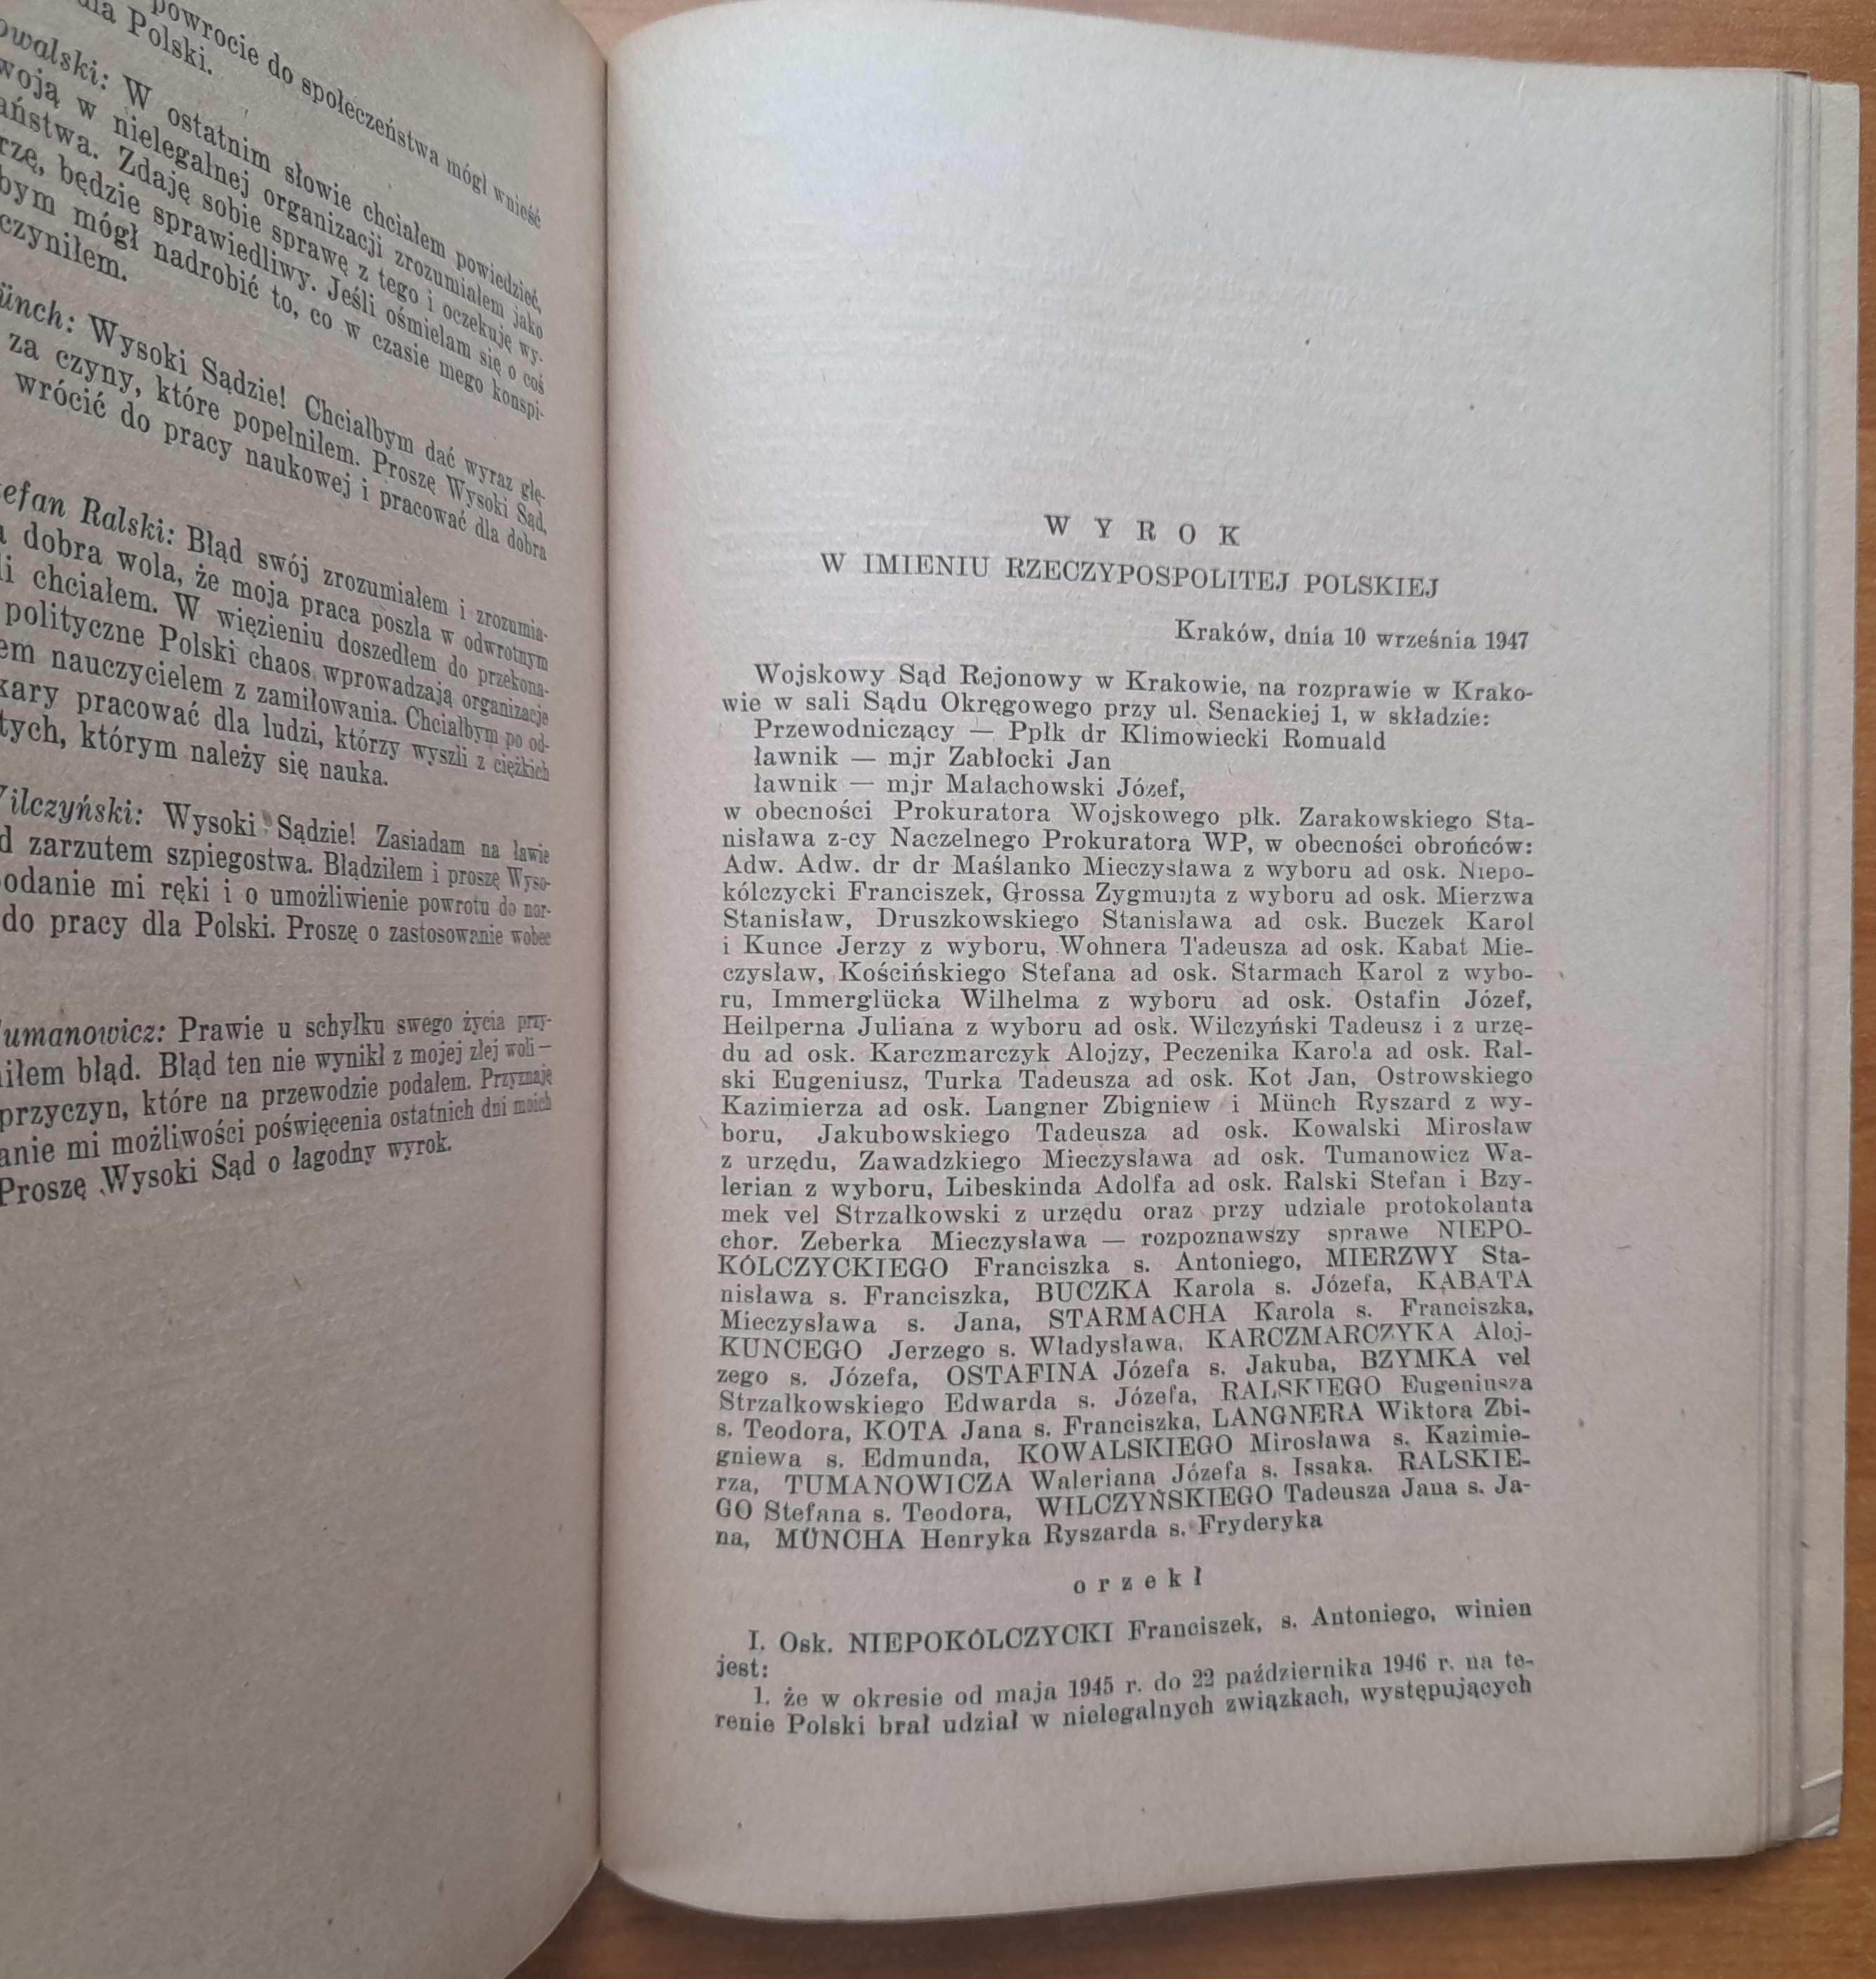 powrocie do społeczeństwa mógł wnieść
dla Polski.
owalski: W ostatnim słowie chciałem powiedzieć,
woją w nielegalnej organizacji zrozumiałem jako
aństwa. Zdaję sobie sprawę z tego i oczekuję wy-
rzę, będzie sprawiedliwy. Jeśli ośmielam się o coś
bym mógł nadrobić to, co w czasie mego konspi-
czyniłem.
ünch: Wysoki Sądzie! Chciałbym dać wyraz głę-
za czyny, które popełniłem. Proszę Wysoki Sąd,
wrócić do pracy naukowej i pracować dla dobra
tefan Ralski: Błąd swój zrozumiałem i zrozumia-
a dobra wola, że moja praca poszła w odwrotnym
li chciałem. W więzieniu doszedłem do przekona-
polityczne Polski chaos wprowadzają organizacje
em nauczycielem z zamiłowania. Chciałbym po od-
kary pracować dla ludzi, którzy wyszli z ciężkich
tych, którym należy się nauka.
Wilczyński: Wysoki Sądzie! Zasiadam na ławie
d zarzutem szpiegostwa. Błądziłem i proszę Wyso-
podanie mi ręki i o umożliwienie powrotu do nor-
do pracy dla Polski. Proszę o zastosowanie wobec
Tumanowicz: Prawie u schyłku swego życia przy-
iłem błąd. Błąd ten nie wynikł z mojej złej woli —
przyczyn, które na przewodzie podałem. Przyznaję
anie mi możliwości poświęcenia ostatnich dni moich
Proszę Wysoki Sąd o łagodny wyrok.
W Y R O K
W IMIENIU RZECZYPOSPOLITEJ POLSKIEJ
Kraków, dnia 10 września 1947
Wojskowy Sąd Rejonowy w Krakowie, na rozprawie w Krako-
wie w sali Sądu Okręgowego przy ul. Senackiej 1, w składzie:
Przewodniczący — Ppłk dr Klimowiecki Romuald
ławnik — mjr Zabłocki Jan
ławnik — mjr Małachowski Józef,
w obecności Prokuratora Wojskowego płk. Zarakowskiego Sta-
nisława z-cy Naczelnego Prokuratora WP, w obecności obrońców:
Adw. Adw. dr dr Maślanko Mieczysława z wyboru ad osk. Niepo-
kólczycki Franciszek, Grossa Zygmunta z wyboru ad osk. Mierzwa
Stanisław, Druszkowskiego Stanisława ad osk. Buczek Karol
i Kunce Jerzy z wyboru, Wohnera Tadeusza ad osk. Kabat Mie-
czysław, Kościńskiego Stefana ad osk. Starmach Karol z wybo-
ru, Immerglücka Wilhelma z wyboru ad osk. Ostafin Józef,
Heilperna Juliana z wyboru ad osk. Wilczyński Tadeusz i z urzę-
du ad osk. Karczmarczyk Alojzy, Peczenika Karola ad osk. Ral-
ski Eugeniusz, Turka Tadeusza ad osk. Kot Jan, Ostrowskiego
Kazimierza ad osk. Langner Zbigniew i Münch Ryszard z wy-
boru, Jakubowskiego Tadeusza ad osk. Kowalski Mirosław
z urzędu, Zawadzkiego Mieczysława ad osk. Tumanowicz Wa-
lerian z wyboru, Libeskinda Adolfa ad osk. Ralski Stefan i Bzy-
mek vel Strzałkowski z urzędu oraz przy udziale protokolanta
chor. Zeberka Mieczysława — rozpoznawszy sprawe NIEPO-
KÓLCZYCKIEGO Franciszka s. Antoniego, MIERZWY Sta-
nisława s. Franciszka, BUCZKA Karola s. Józefa, KABATA
Mieczysława s. Jana, STARMACHA Karola s. Franciszka,
KUNCEGO Jerzego s. Władysława, KARCZMARCZYKA Aloj-
zego s. Józefa, OSTAFINA Józefa s. Jakuba, BZYMKA vel
Strzałkowskiego Edwarda s. Józefa, RALSKIEGO Eugeniusza
s. Teodora, KOTA Jana s. Franciszka, LANGNERA Wiktora Zbi-
gniewa s. Edmunda, KOWALSKIEGO Mirosława s. Kazimie-
rza, TUMANOWICZA Waleriana Józefa s. Issaka, RALSKIE-
GO Stefana s. Teodora, WILCZYŃSKIEGO Tadeusza Jana s. Ja-
na, MÜNCHA Henryka Ryszarda s. Fryderyka
o r z e k ł
I. Osk. NIEPOKÓLCZYCKI Franciszek, s. Antoniego, winien
jest:
1. że w okresie od maja 1945 r. do 22 października 1946 r. na te-
renie Polski brał udział w nielegalnych związkach, występujących